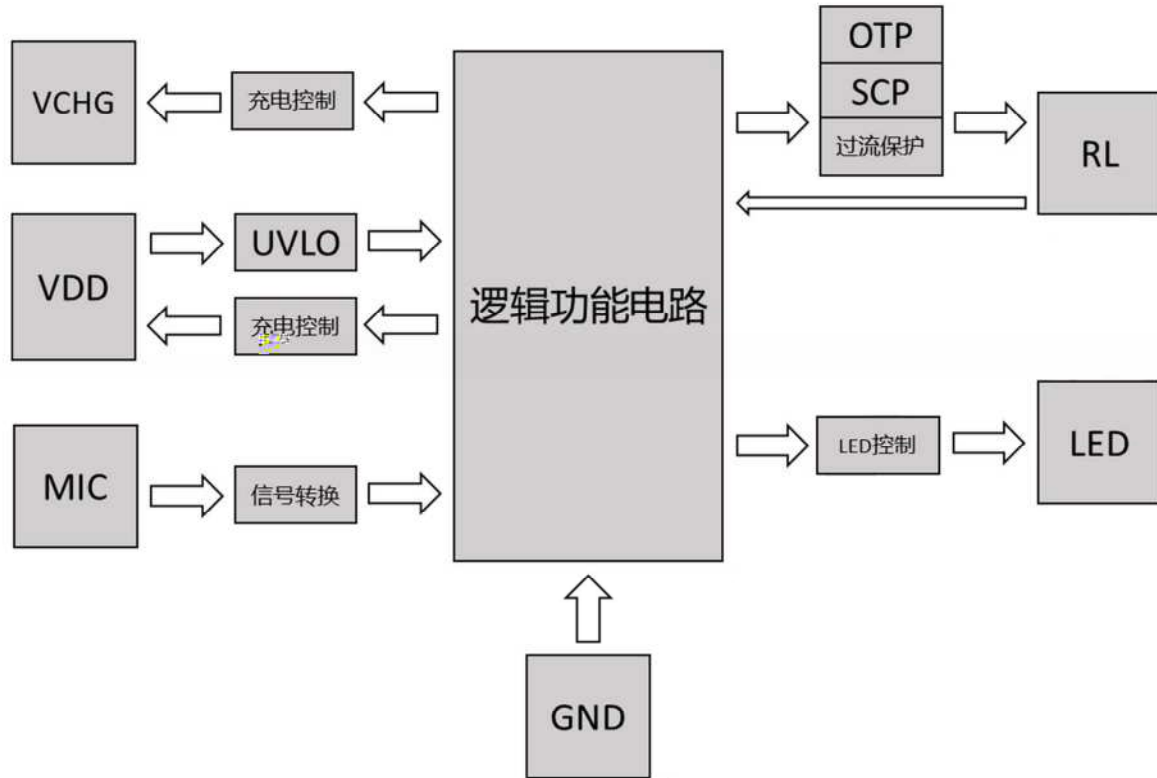 VCHG
充电控制
OTP
SCP
过流保护
RL
VDD
UVLO
充电控制
逻辑功能电路
MIC
信号转换
LED控制
LED
GND